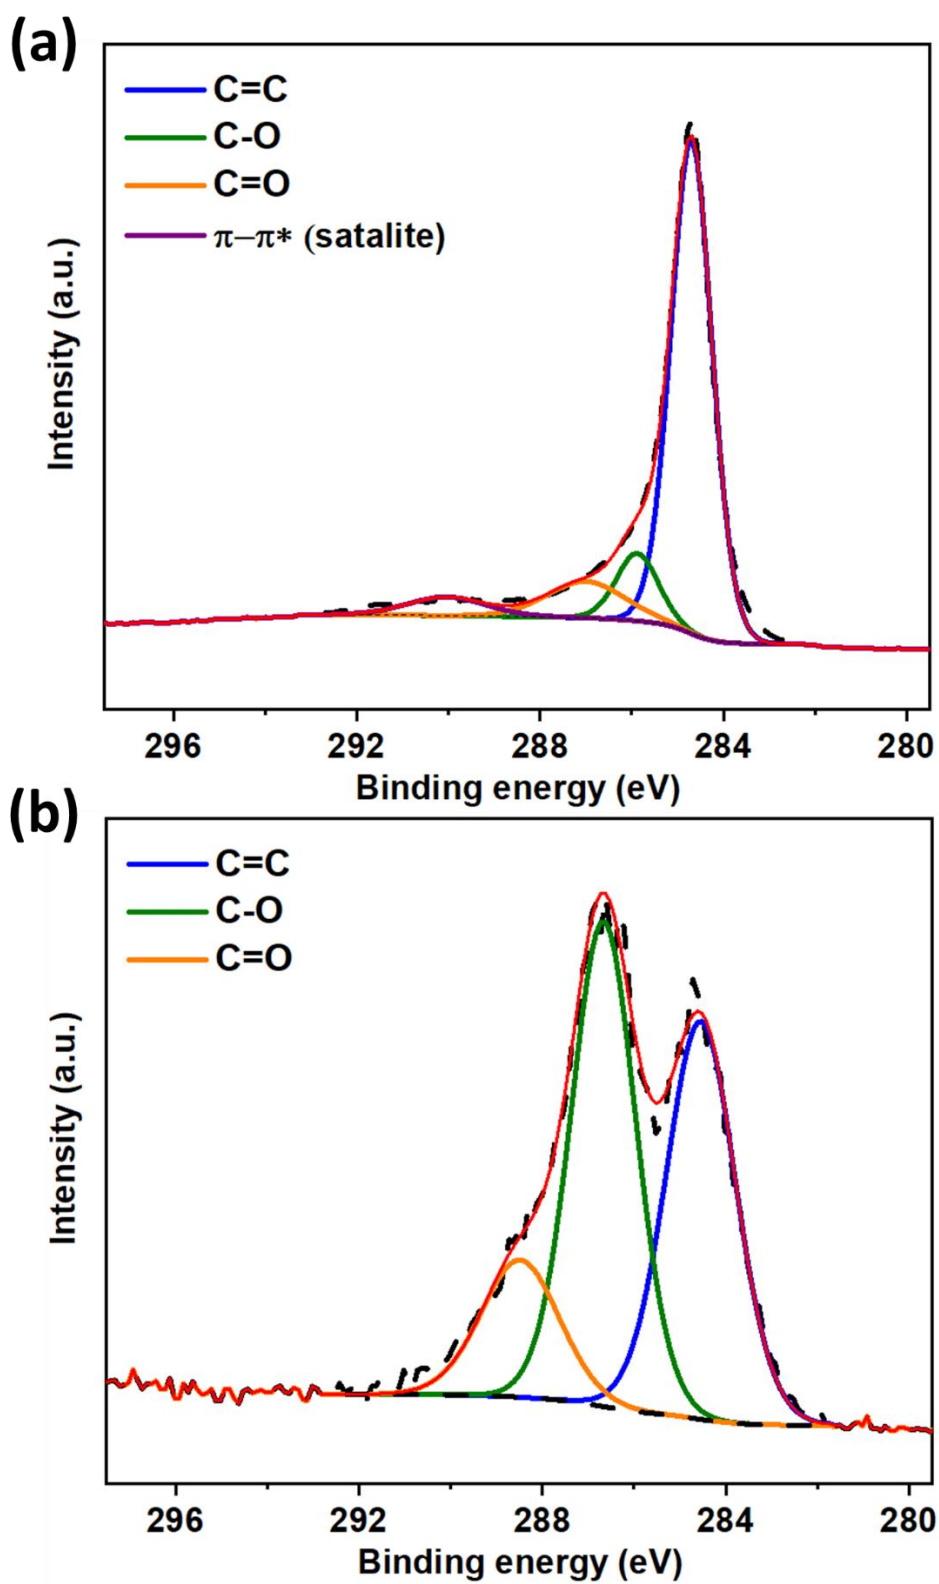 (a)
C=C
C-O
C=O
π–π* (satalite)
Intensity (a.u.)
296 292 288 284 280
Binding energy (eV)
(b)
C=C
C-O
C=O
Intensity (a.u.)
296 292 288 284 280
Binding energy (eV)